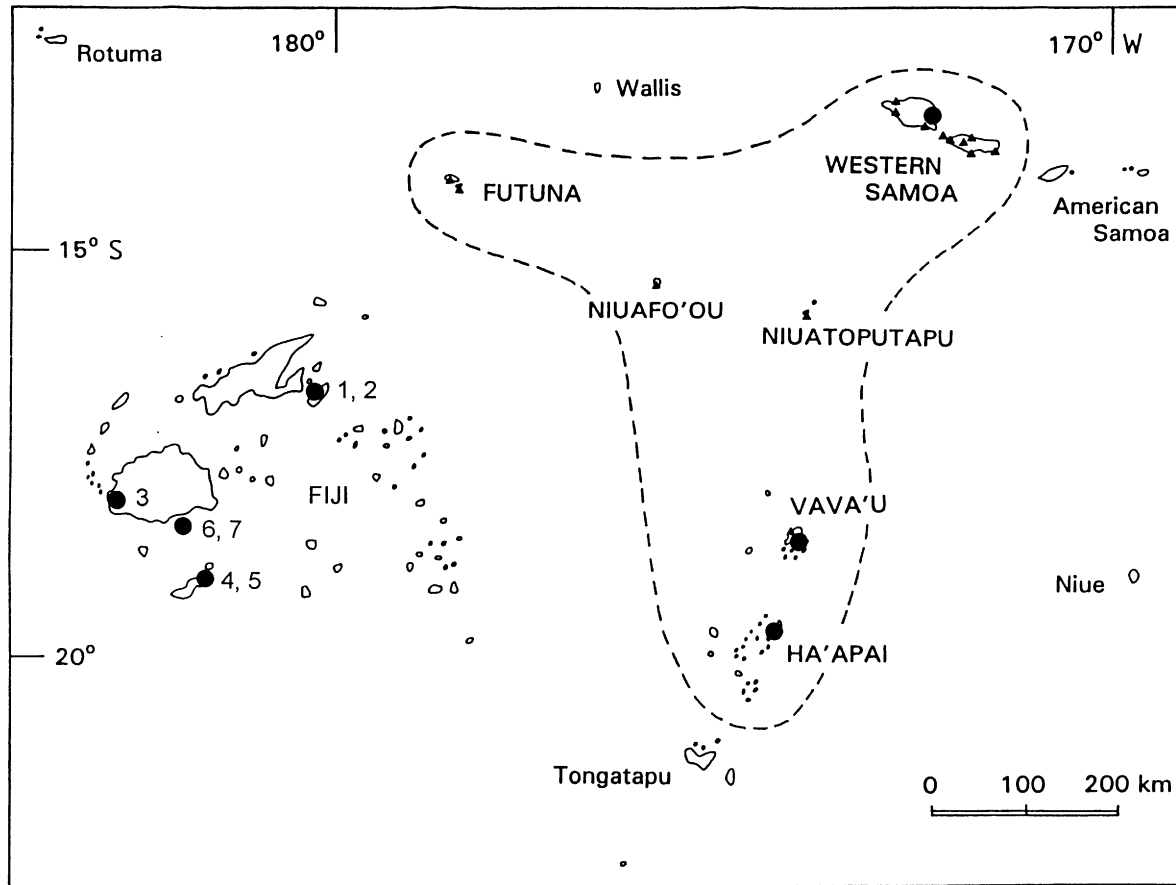 180°
170° W
Rotuma
Wallis
WESTERN
SAMOA
FUTUNA
American
Samoa
15° S
NIUAFO'OU
NIUATOPUTAPU
1, 2
3
FIJI
VAVA'U
6, 7
4, 5
Niue
20°
HA'APAI
Tongatapu
0 100 200 km